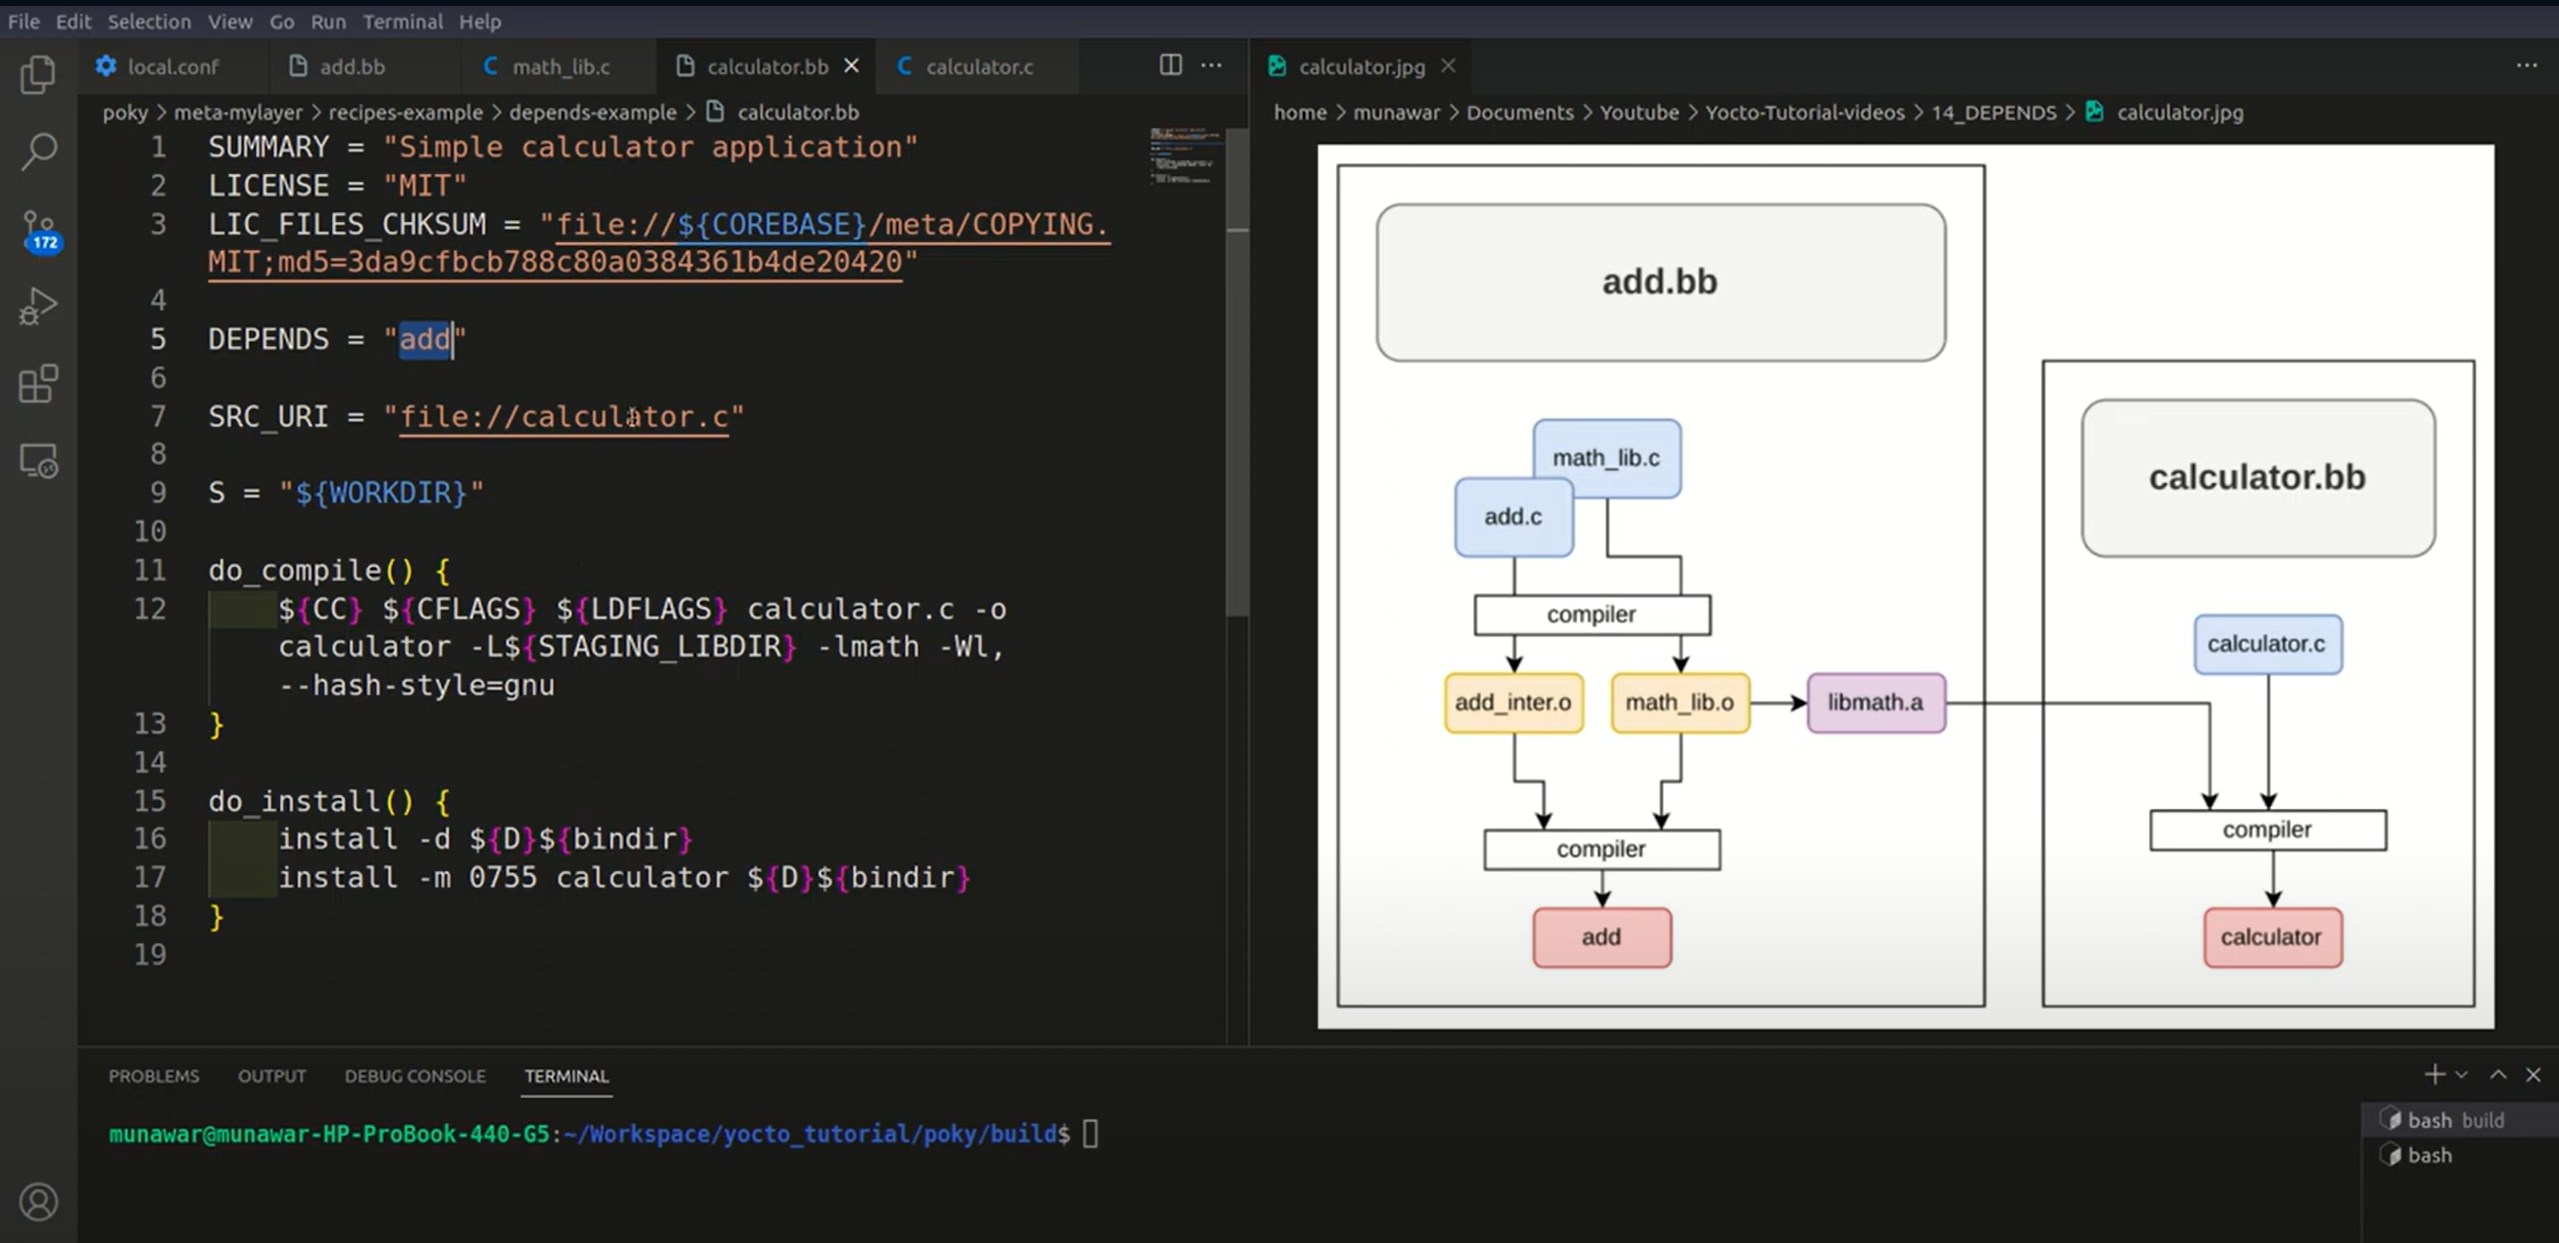 File Edit Selection View Go Run Terminal Help
local.conf add.bb C math_lib.c calculator.bb C calculator.c
poky > meta-mylayer > recipes-example > depends-example > calculator.bb
172
1 SUMMARY = "Simple calculator application"
2 LICENSE = "MIT"
3 LIC_FILES_CHKSUM = "file://${COREBASE}/meta/COPYING.
MIT;md5=3da9cfbcb788c80a0384361b4de20420"
4
5 DEPENDS = "add"
6
7 SRC_URI = "file://calculator.c"
8
9 S = "${WORKDIR}"
10
11 do_compile() {
12 ${CC} ${CFLAGS} ${LDFLAGS} calculator.c -o
calculator -L${STAGING_LIBDIR} -lmath -Wl,
--hash-style=gnu
13 }
14
15 do_install() {
16 install -d ${D}${bindir}
17 install -m 0755 calculator ${D}${bindir}
18 }
19
calculator.jpg
home > munawar > Documents > Youtube > Yocto-Tutorial-videos > 14_DEPENDS > calculator.jpg
add.bb
math_lib.c
add.c
compiler
add_inter.o
math_lib.o
libmath.a
compiler
add
calculator.bb
calculator.c
compiler
calculator
PROBLEMS OUTPUT DEBUG CONSOLE TERMINAL
munawar@munawar-HP-ProBook-440-G5:~/Workspace/yocto_tutorial/poky/build$
bash build
bash